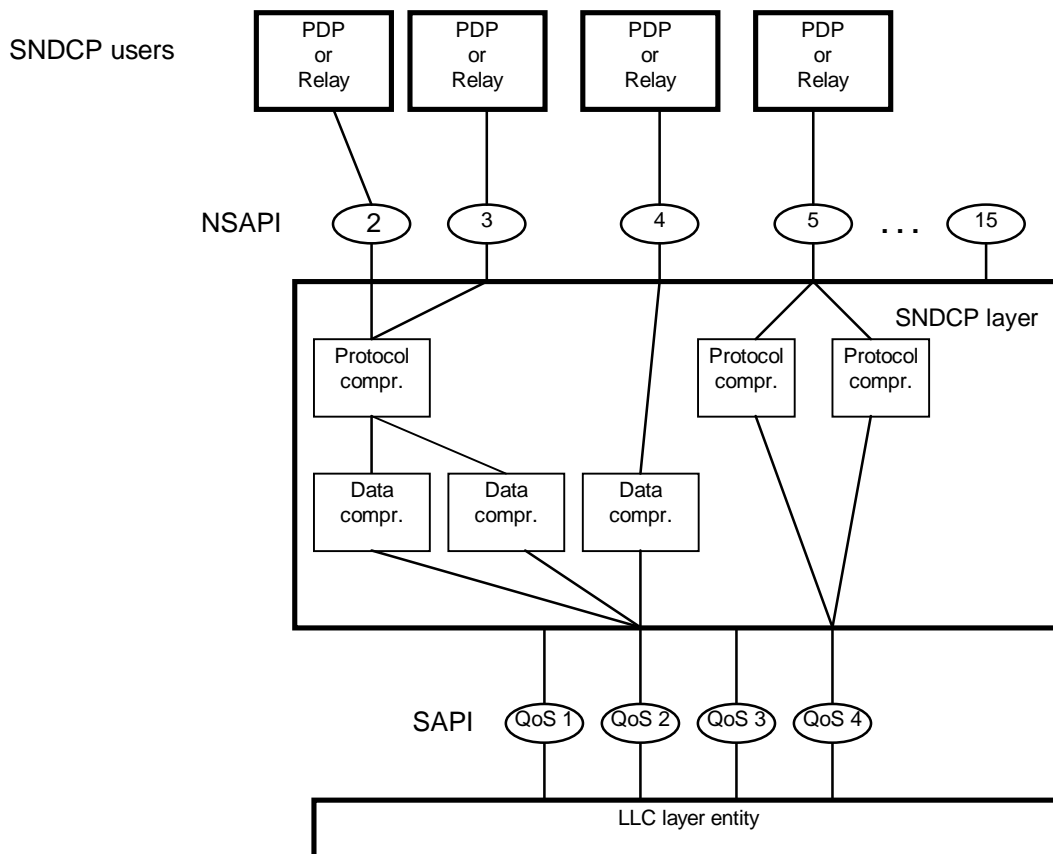 SNDCP users
PDP
or
Relay
PDP
or
Relay
PDP
or
Relay
PDP
or
Relay
NSAPI
2
3
4
5
. . .
15
SNDCP layer
Protocol
compr.
Protocol
compr.
Protocol
compr.
Data
compr.
Data
compr.
Data
compr.
SAPI
QoS 1
QoS 2
QoS 3
QoS 4
LLC layer entity